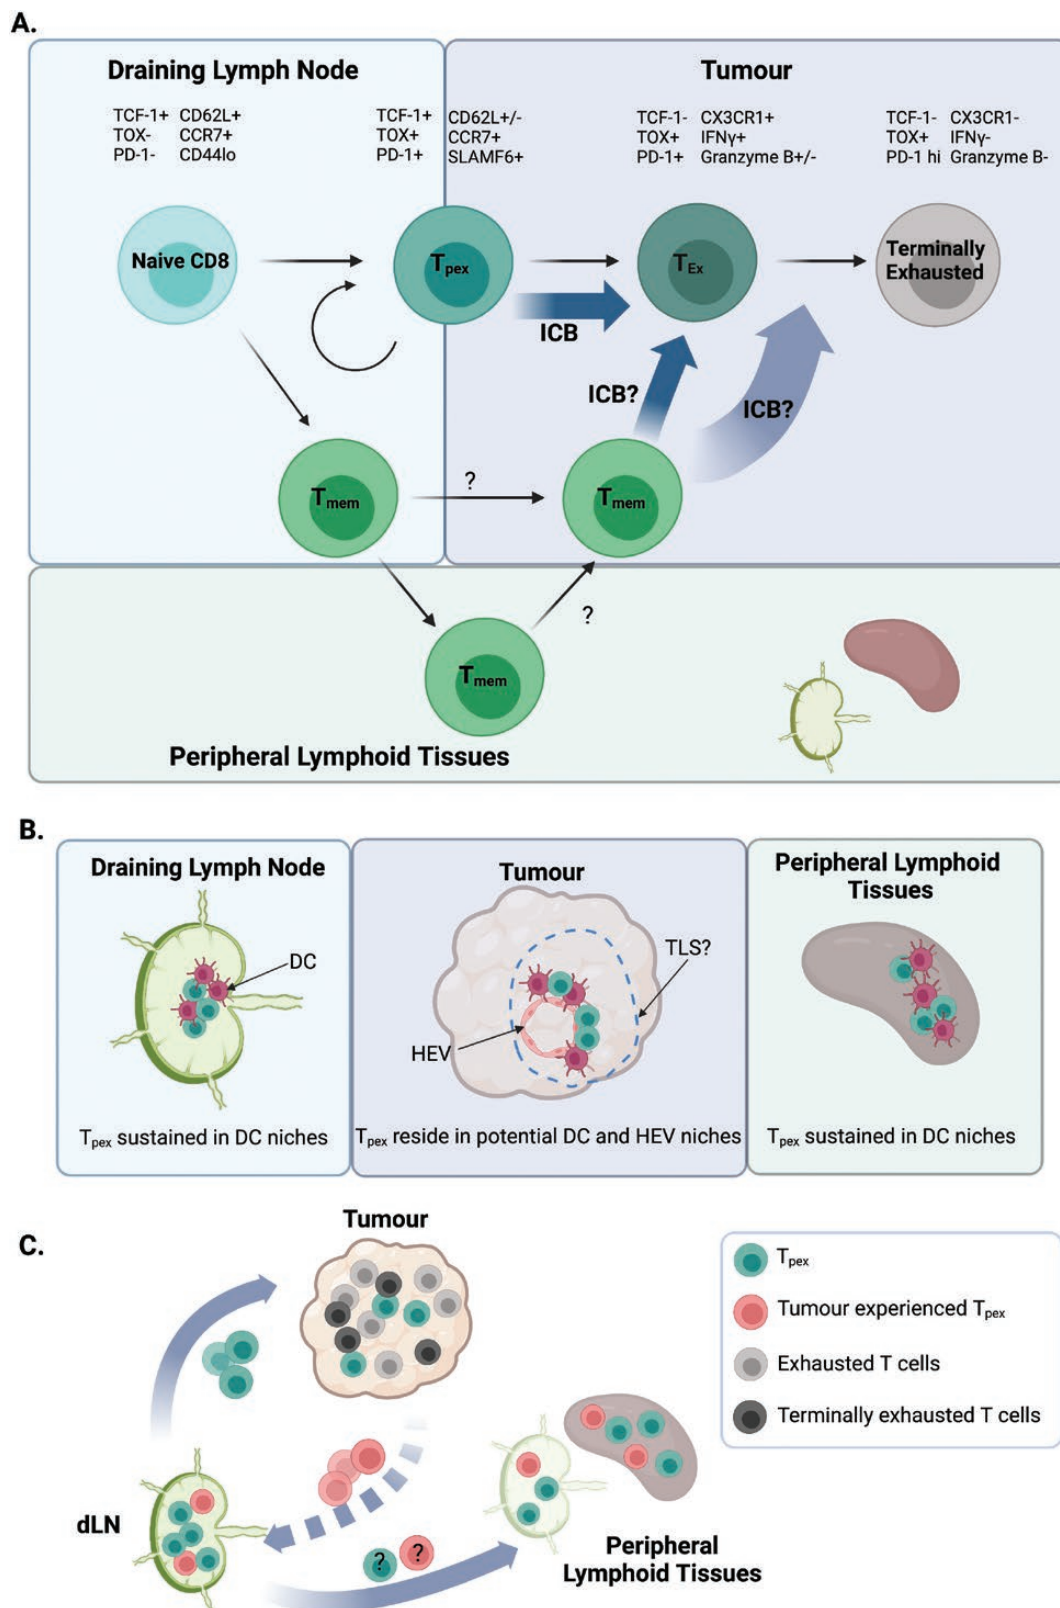 A.
Draining Lymph Node
Tumour
TCF-1+ CD62L+
TOX- CCR7+
PD-1- CD44lo
TCF-1+ CD62L+/-
TOX+ CCR7+
PD-1+ SLAMF6+
TCF-1- CX3CR1+
TOX+ IFNγ+
PD-1+ Granzyme B+/-
TCF-1- CX3CR1-
TOX+ IFNγ-
PD-1 hi Granzyme B-
Naive CD8
Tpex
TEx
Terminally
Exhausted
ICB
ICB?
ICB?
Tmem
?
Tmem
?
Tmem
Peripheral Lymphoid Tissues
B.
Draining Lymph Node
DC
Tpex sustained in DC niches
Tumour
TLS?
HEV
Tpex reside in potential DC and HEV niches
Peripheral Lymphoid
Tissues
Tpex sustained in DC niches
C.
Tumour
dLN
? ?
Peripheral
Lymphoid Tissues
Tpex
Tumour experienced Tpex
Exhausted T cells
Terminally exhausted T cells